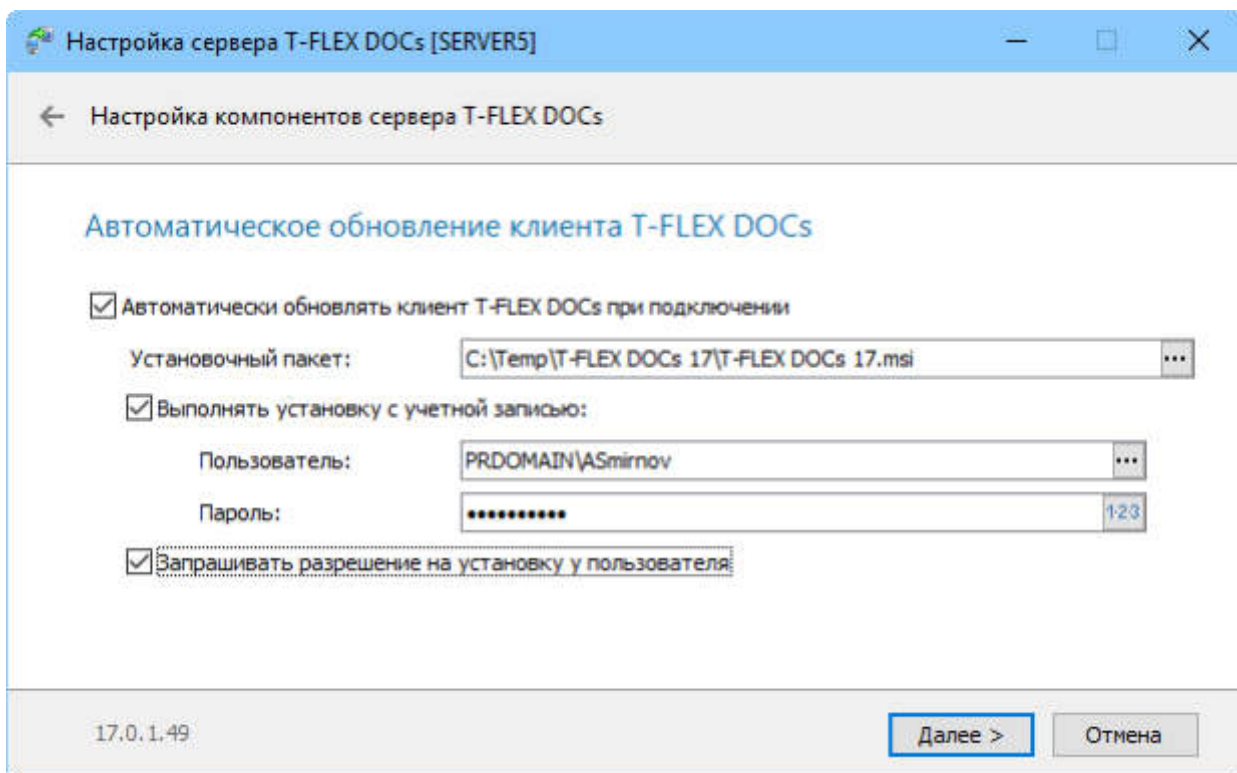 Настройка сервера T-FLEX DOCs [SERVER5]
Настройка компонентов сервера T-FLEX DOCs
Автоматическое обновление клиента T-FLEX DOCs
Автоматически обновлять клиент T-FLEX DOCs при подключении
Установочный пакет: C:\Temp\T-FLEX DOCs 17\T-FLEX DOCs 17.msi ...
Выполнять установку с учетной записью:
Пользователь: PRDOMAIN\ASmirnov ...
Пароль: •••••••••• 123
Запрашивать разрешение на установку у пользователя
17.0.1.49 Далее > Отмена